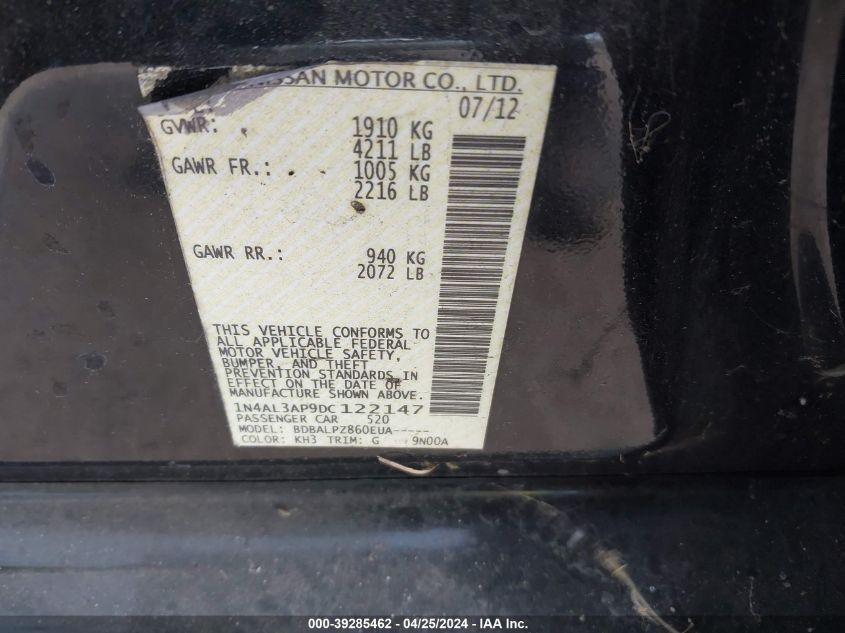 NISSAN MOTOR CO., LTD.
07/12
GVWR: 1910 KG
4211 LB
GAWR FR.: 1005 KG
2216 LB
GAWR RR.: 940 KG
2072 LB
THIS VEHICLE CONFORMS TO
ALL APPLICABLE FEDERAL
MOTOR VEHICLE SAFETY,
BUMPER, AND THEFT
PREVENTION STANDARDS IN
EFFECT ON THE DATE OF
MANUFACTURE SHOWN ABOVE.
1N4AL3AP9DC122147
PASSENGER CAR 520
MODEL: BDBALPZ860EUA-----
COLOR: KH3 TRIM: G 9N00A
000-39285462 - 04/25/2024 - IAA Inc.